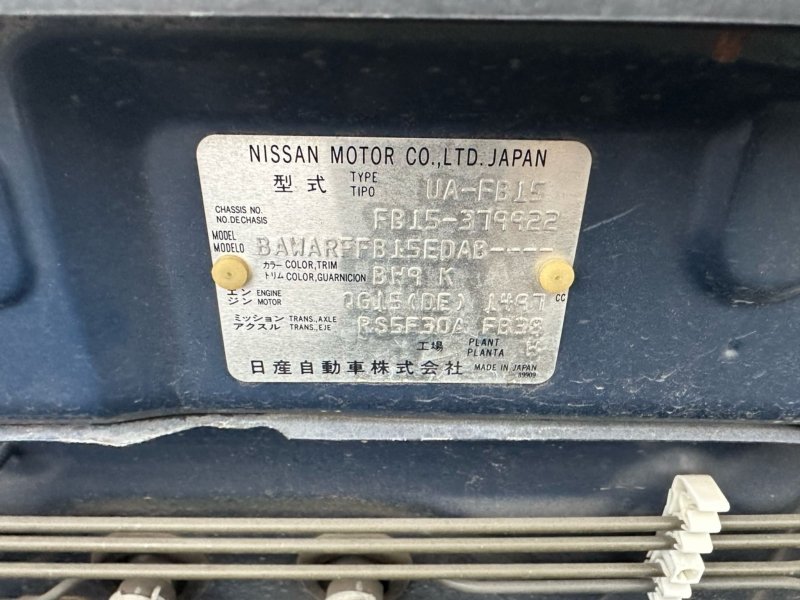 NISSAN MOTOR CO.,LTD. JAPAN
型式 TYPE TIPO UA-FB15
CHASSIS NO. NO.DECHASIS FB15-379922
MODEL MODELO BAWARFFB15EDAB----
カラー トリム COLOR,TRIM COLOR,GUARNICION BW9 K
エンジン ENGINE MOTOR QG15(DE) 1497 CC
ミッション アクスル TRANS.,AXLE TRANS.,EJE RS5F30A FB38
工場 PLANT PLANTA
日産自動車株式会社 MADE IN JAPAN
89909